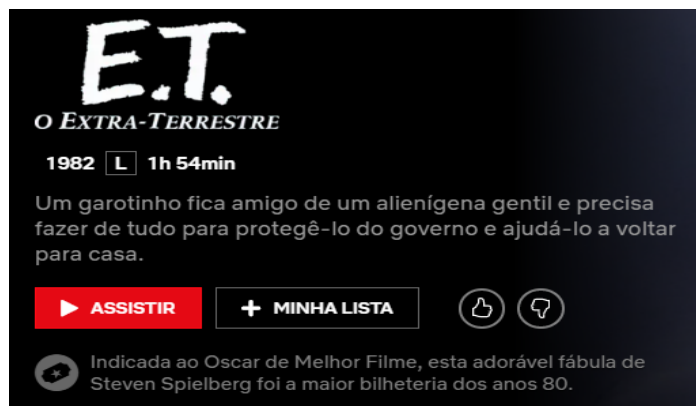 E.T.
O EXTRA-TERRESTRE
1982 L 1h 54min
Um garotinho fica amigo de um alienígena gentil e precisa
fazer de tudo para protegê-lo do governo e ajudá-lo a voltar
para casa.
ASSISTIR MINHA LISTA
Indicada ao Oscar de Melhor Filme, esta adorável fábula de
Steven Spielberg foi a maior bilheteria dos anos 80.